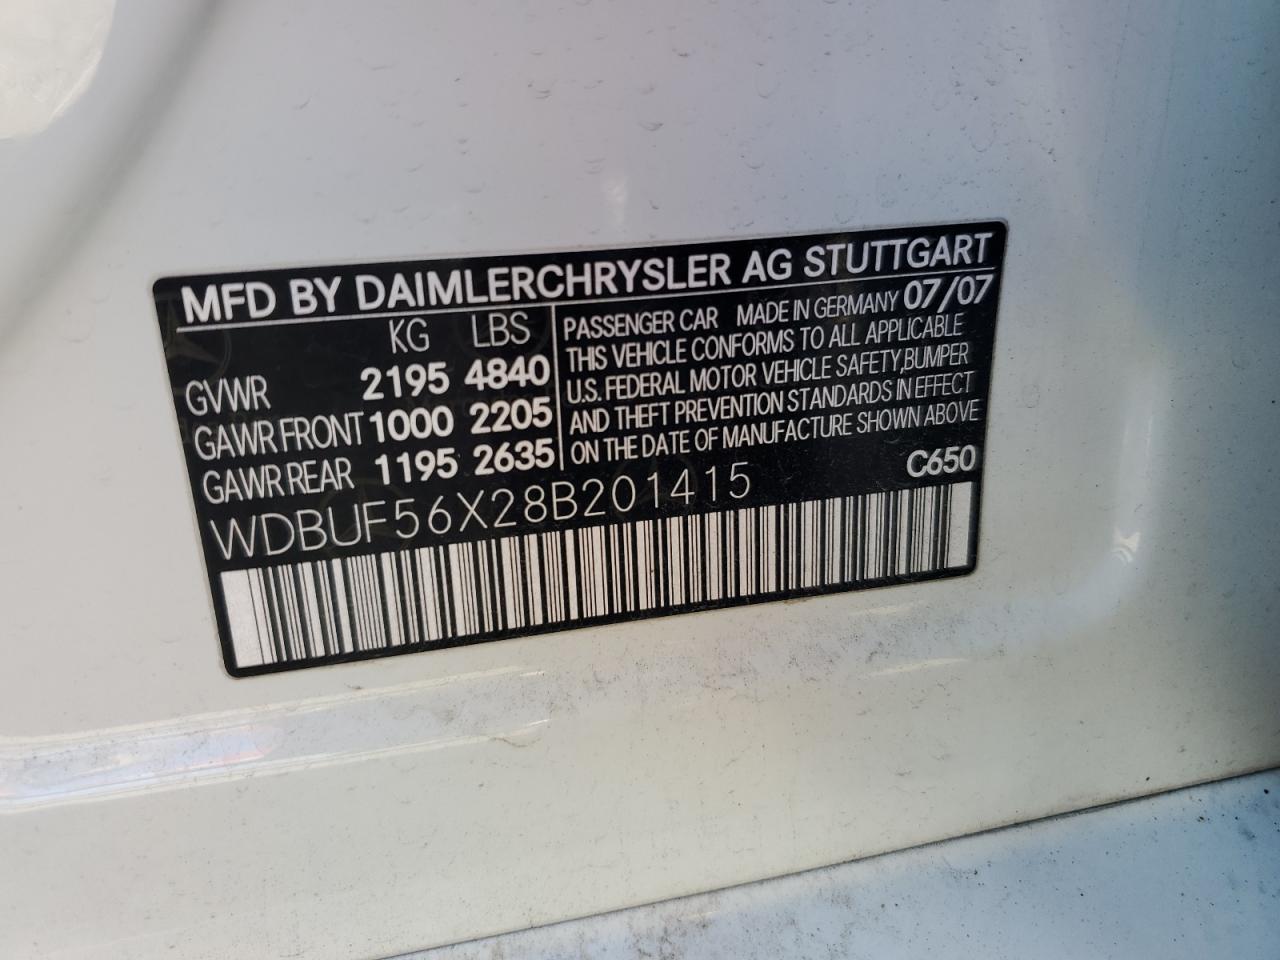 MFD BY DAIMLERCHRYSLER AG STUTTGART
KG LBS
GVWR 2195 4840
GAWR FRONT 1000 2205
GAWR REAR 1195 2635
PASSENGER CAR MADE IN GERMANY 07/07
THIS VEHICLE CONFORMS TO ALL APPLICABLE
U.S. FEDERAL MOTOR VEHICLE SAFETY,BUMPER
AND THEFT PREVENTION STANDARDS IN EFFECT
ON THE DATE OF MANUFACTURE SHOWN ABOVE
WDBUF56X28B201415 C650